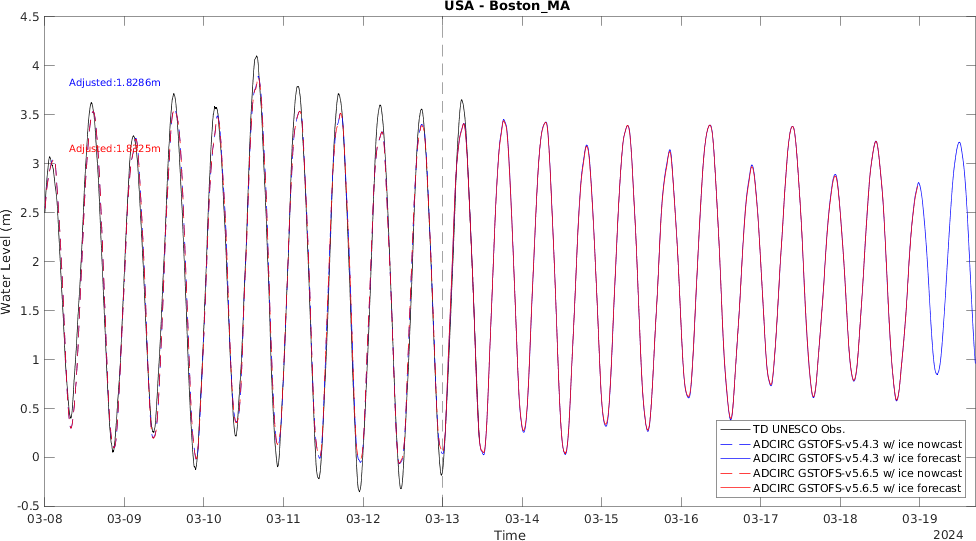 USA - Boston_MA
4.5
4
3.5
3
2.5
2
1.5
1
0.5
0
-0.5
Water Level (m)
Adjusted:1.8286m
Adjusted:1.8325m
TD UNESCO Obs.
ADCIRC GSTOFS-v5.4.3 w/ ice nowcast
ADCIRC GSTOFS-v5.4.3 w/ ice forecast
ADCIRC GSTOFS-v5.6.5 w/ ice nowcast
ADCIRC GSTOFS-v5.6.5 w/ ice forecast
03-08 03-09 03-10 03-11 03-12 03-13 03-14 03-15 03-16 03-17 03-18 03-19
Time
2024